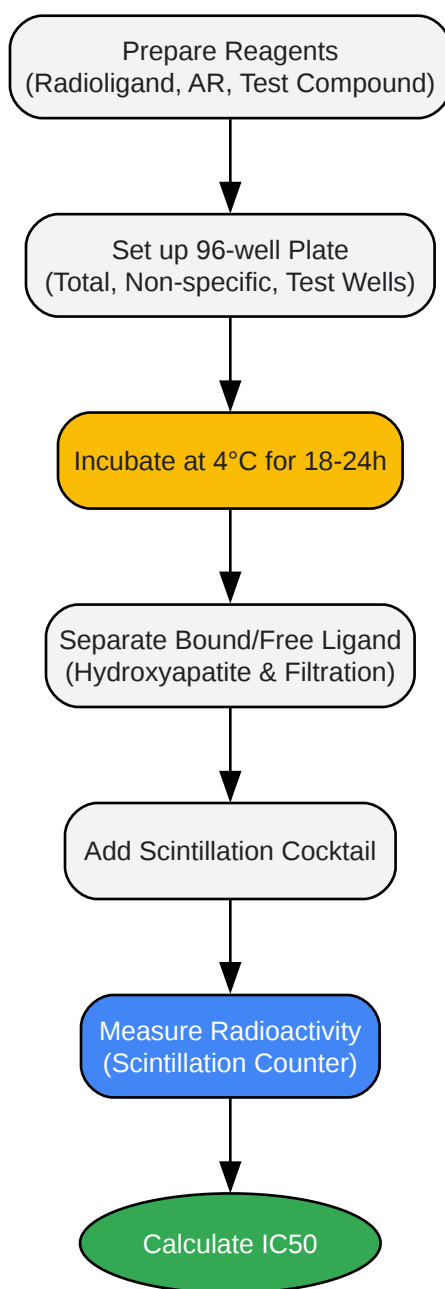 Prepare Reagents
(Radioligand, AR, Test Compound)
Set up 96-well Plate
(Total, Non-specific, Test Wells)
Incubate at 4°C for 18-24h
Separate Bound/Free Ligand
(Hydroxyapatite & Filtration)
Add Scintillation Cocktail
Measure Radioactivity
(Scintillation Counter)
Calculate IC50